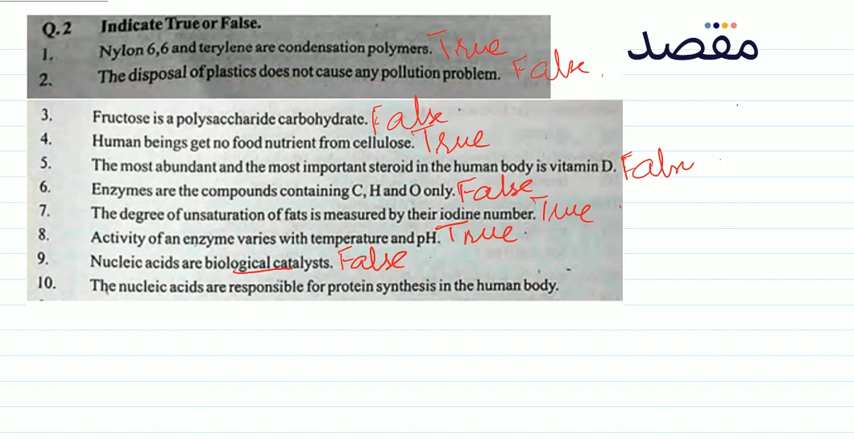 Q.2 Indicate True or False.
مقصد
1. Nylon 6,6 and terylene are condensation polymers. True
2. The disposal of plastics does not cause any pollution problem. False.
3. Fructose is a polysaccharide carbohydrate. False
4. Human beings get no food nutrient from cellulose. True
5. The most abundant and the most important steroid in the human body is vitamin D. False
6. Enzymes are the compounds containing C, H and O only. False
7. The degree of unsaturation of fats is measured by their iodine number. True
8. Activity of an enzyme varies with temperature and pH. True
9. Nucleic acids are biological catalysts. False
10. The nucleic acids are responsible for protein synthesis in the human body.